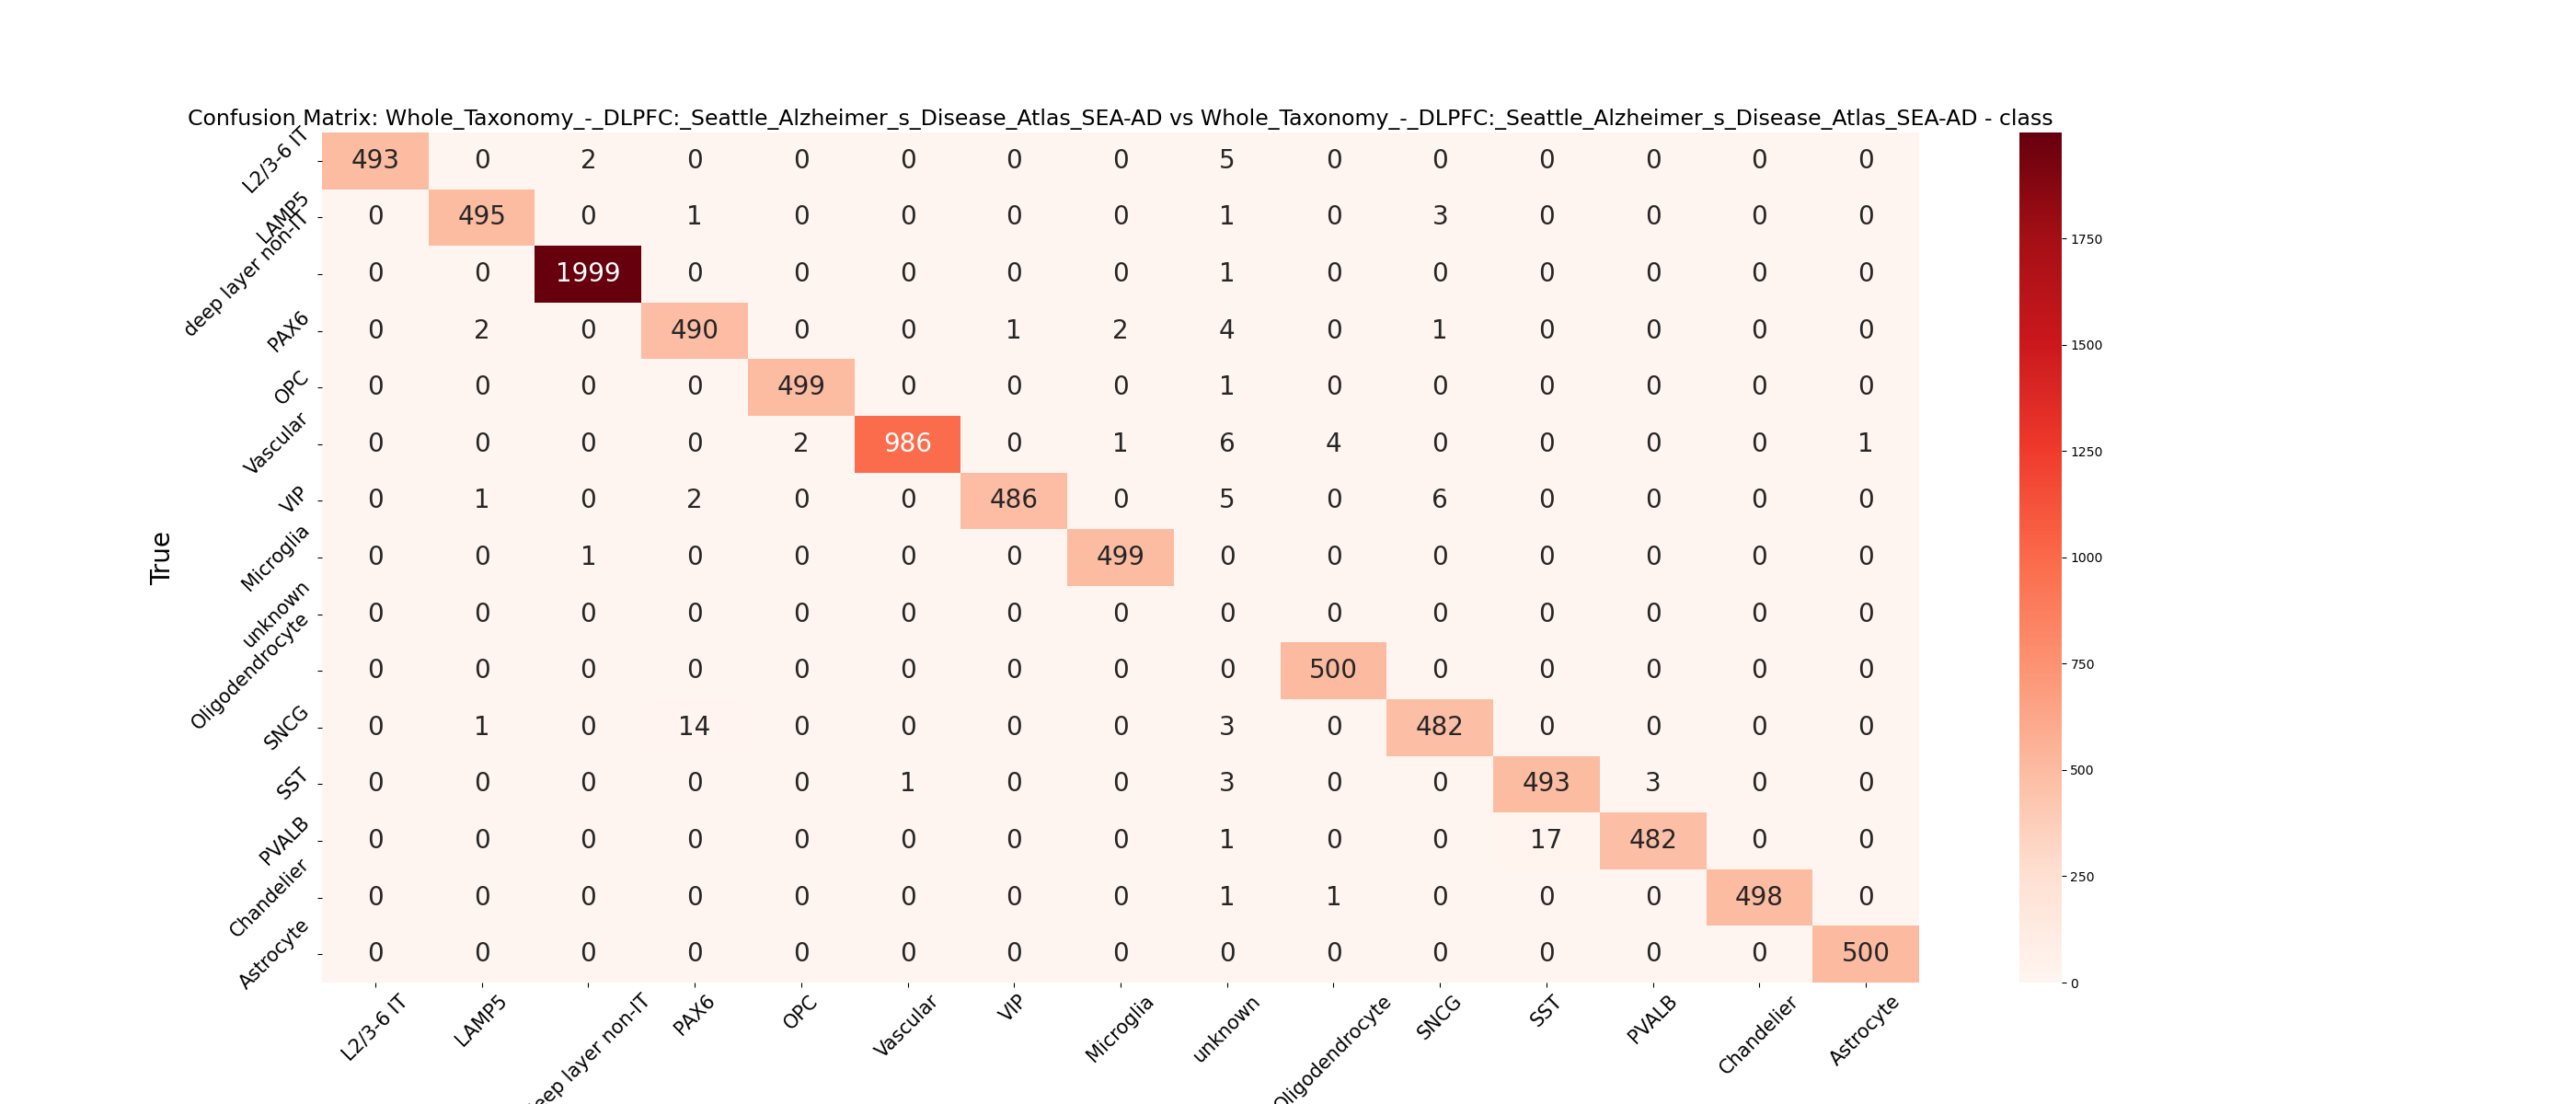 Confusion Matrix: Whole_Taxonomy_-_DLPFC:_Seattle_Alzheimer_s_Disease_Atlas_SEA-AD vs Whole_Taxonomy_-_DLPFC:_Seattle_Alzheimer_s_Disease_Atlas_SEA-AD - class
True
L2/3-6 IT 493 0 2 0 0 0 0 0 5 0 0 0 0 0 0
LAMP5 0 495 0 1 0 0 0 0 1 0 3 0 0 0 0
deep layer non-IT 0 0 1999 0 0 0 0 0 1 0 0 0 0 0 0
PAX6 0 2 0 490 0 0 1 2 4 0 1 0 0 0 0
OPC 0 0 0 0 499 0 0 0 1 0 0 0 0 0 0
Vascular 0 0 0 0 2 986 0 1 6 4 0 0 0 0 1
VIP 0 1 0 2 0 0 486 0 5 0 6 0 0 0 0
Microglia 0 0 1 0 0 0 0 499 0 0 0 0 0 0 0
unknown 0 0 0 0 0 0 0 0 0 0 0 0 0 0 0
Oligodendrocyte 0 0 0 0 0 0 0 0 0 500 0 0 0 0 0
SNCG 0 1 0 14 0 0 0 0 3 0 482 0 0 0 0
SST 0 0 0 0 0 1 0 0 3 0 0 493 3 0 0
PVALB 0 0 0 0 0 0 0 0 1 0 0 17 482 0 0
Chandelier 0 0 0 0 0 0 0 0 1 1 0 0 0 498 0
Astrocyte 0 0 0 0 0 0 0 0 0 0 0 0 0 0 500
L2/3-6 IT
LAMP5
eep layer non-IT
PAX6
OPC
Vascular
VIP
Microglia
unknown
Oligodendrocyte
SNCG
SST
PVALB
Chandelier
Astrocyte
1750
1500
1250
1000
750
500
250
0